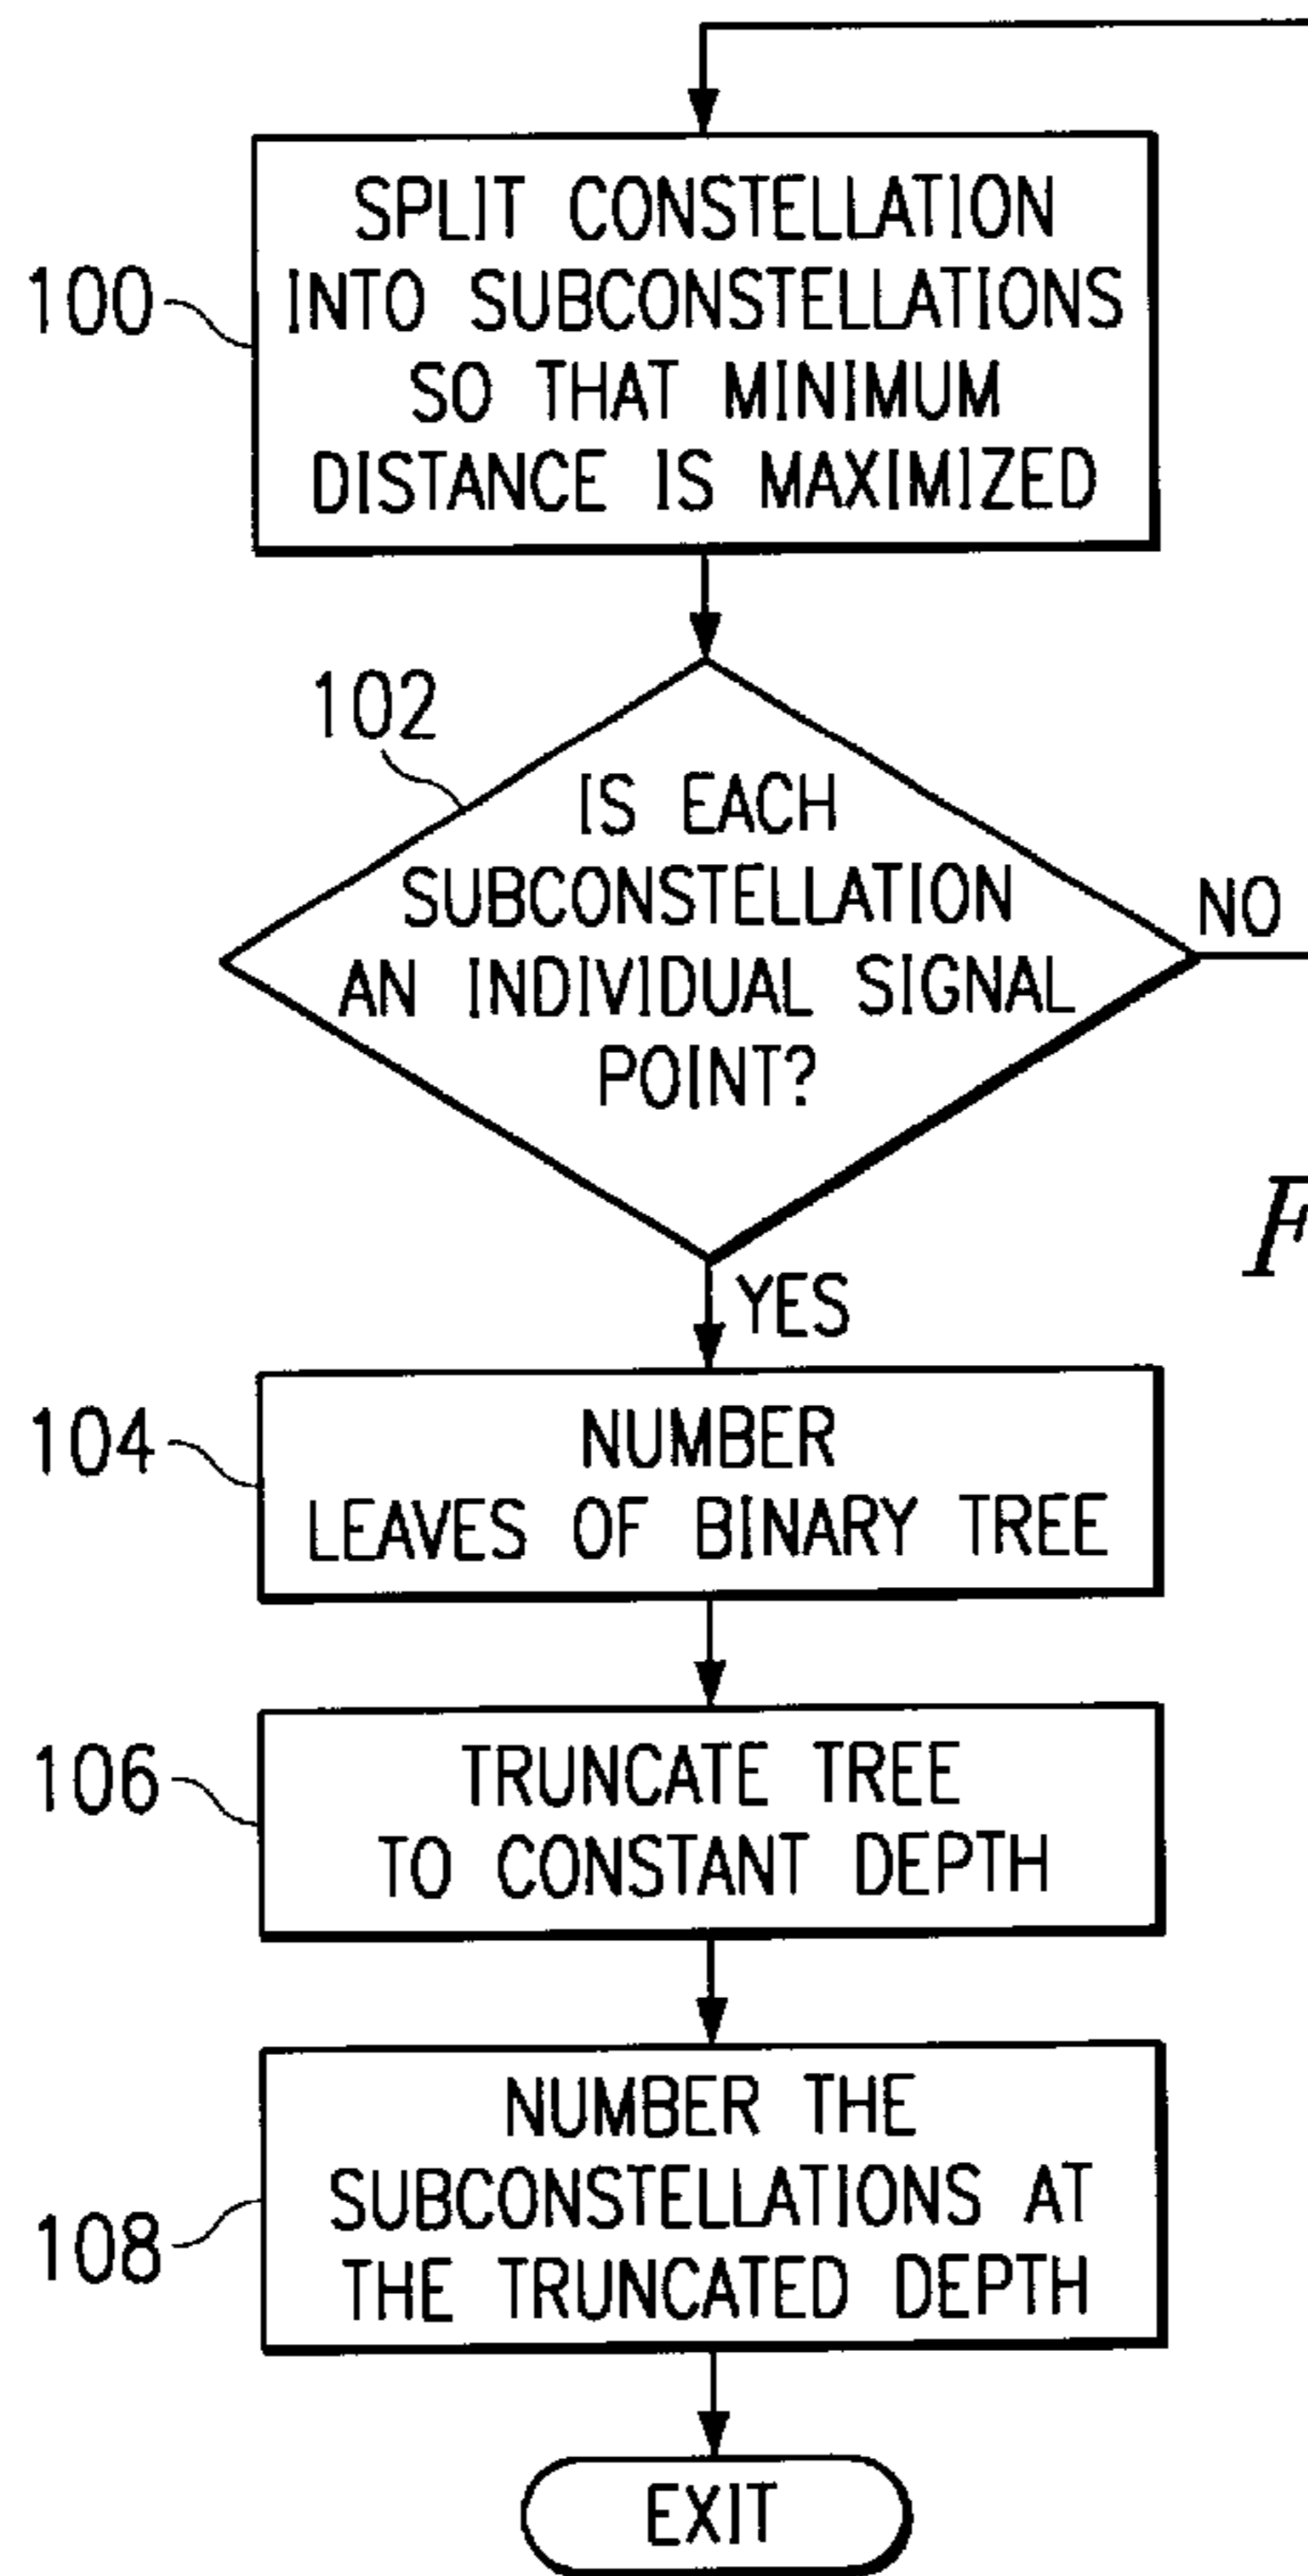 SPLIT CONSTELLATION
INTO SUBCONSTELLATIONS
SO THAT MINIMUM
DISTANCE IS MAXIMIZED
100
102
IS EACH
SUBCONSTELLATION
AN INDIVIDUAL SIGNAL
POINT?
NO
F
YES
104
NUMBER
LEAVES OF BINARY TREE
106
TRUNCATE TREE
TO CONSTANT DEPTH
108
NUMBER THE
SUBCONSTELLATIONS AT
THE TRUNCATED DEPTH
EXIT